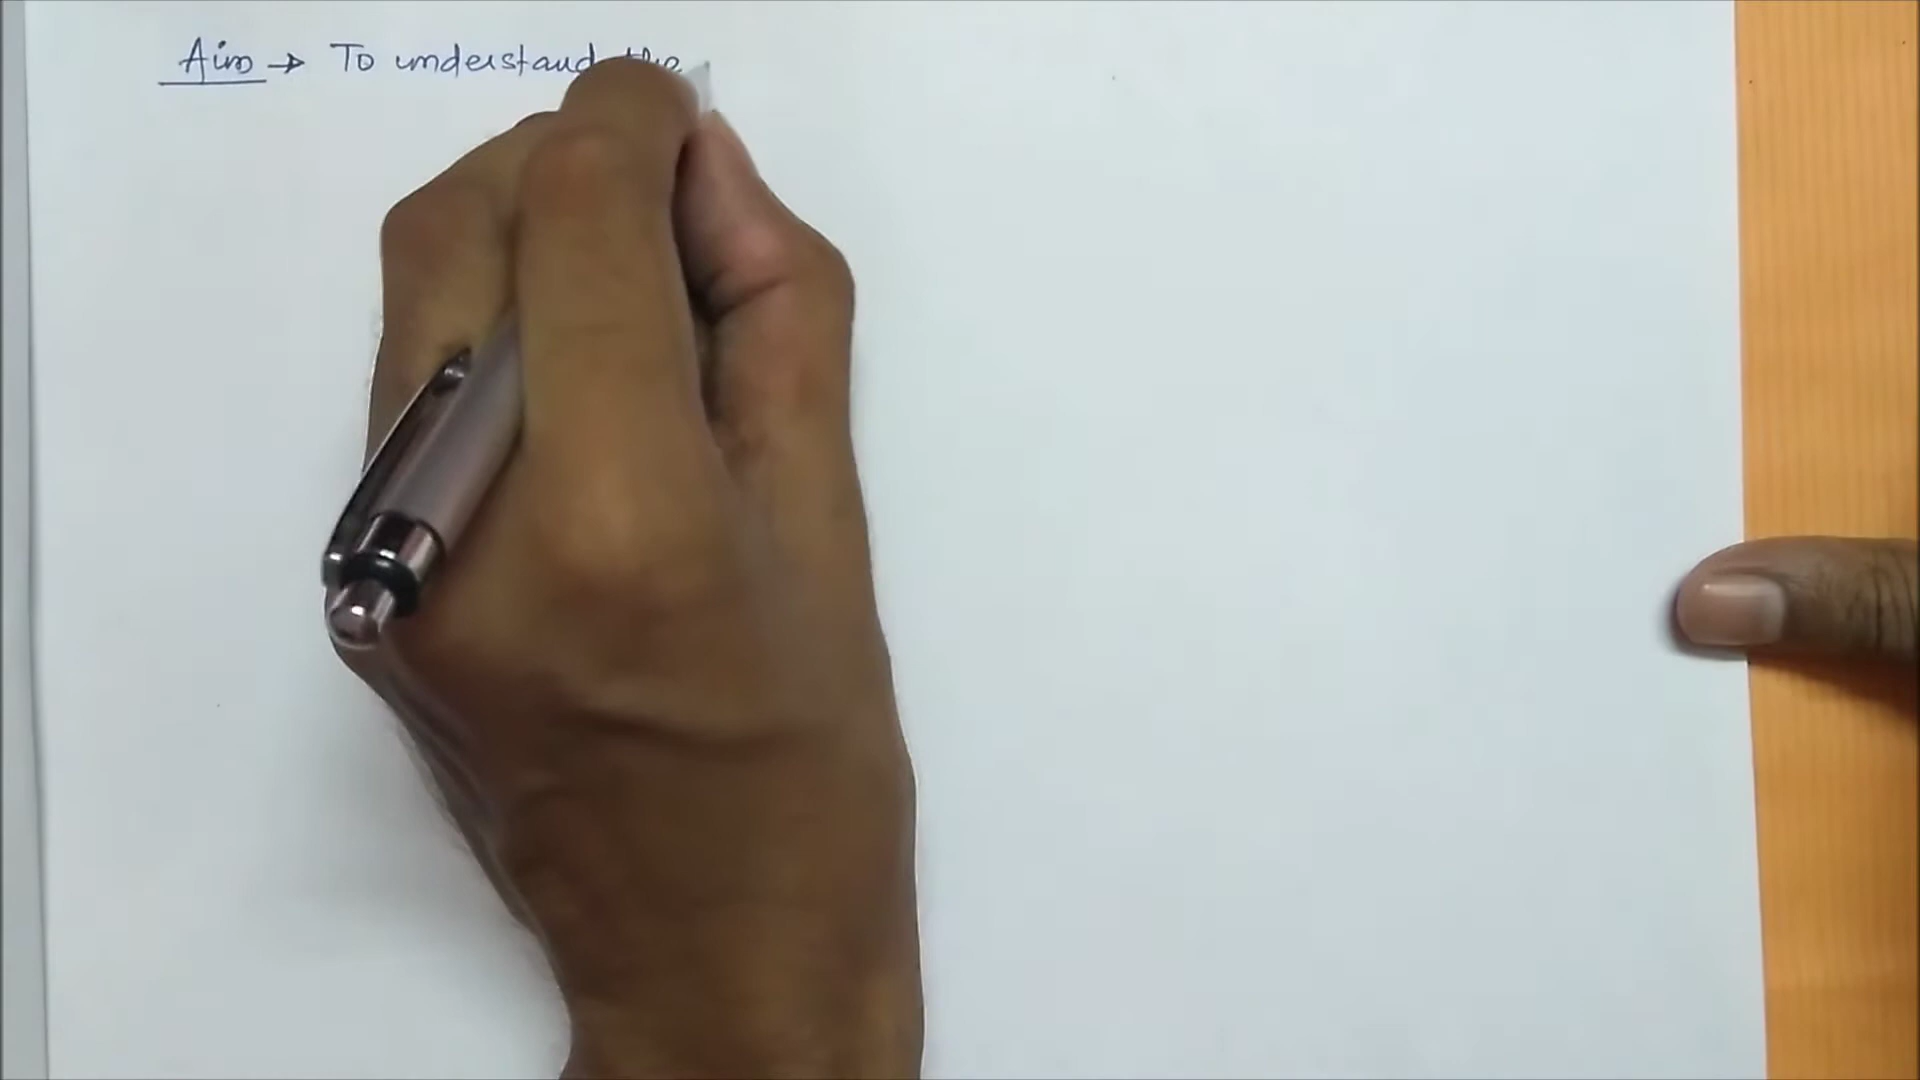 Aim → To understand the